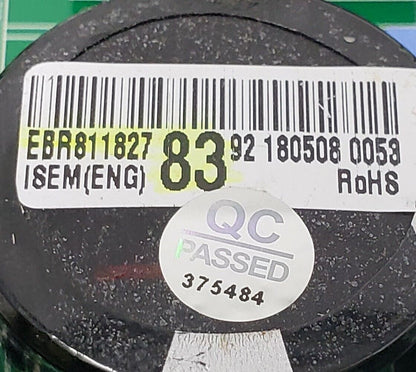 EBR811827 83 92 180508 0053
ISEM(ENG) RoHS
QC
PASSED
375484